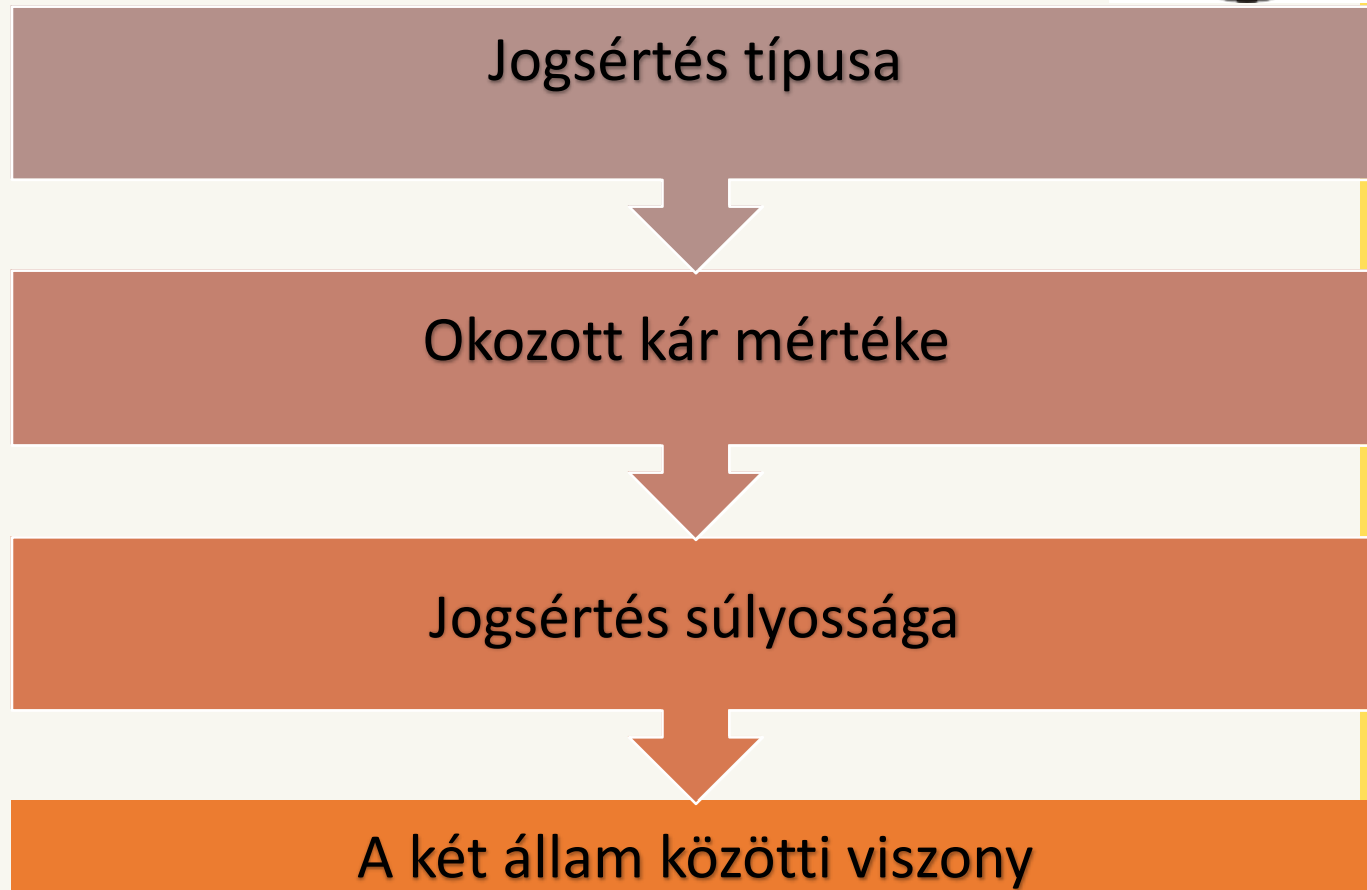 Jogsértés típusa
Okozott kár mértéke
Jogsértés súlyossága
A két állam közötti viszony